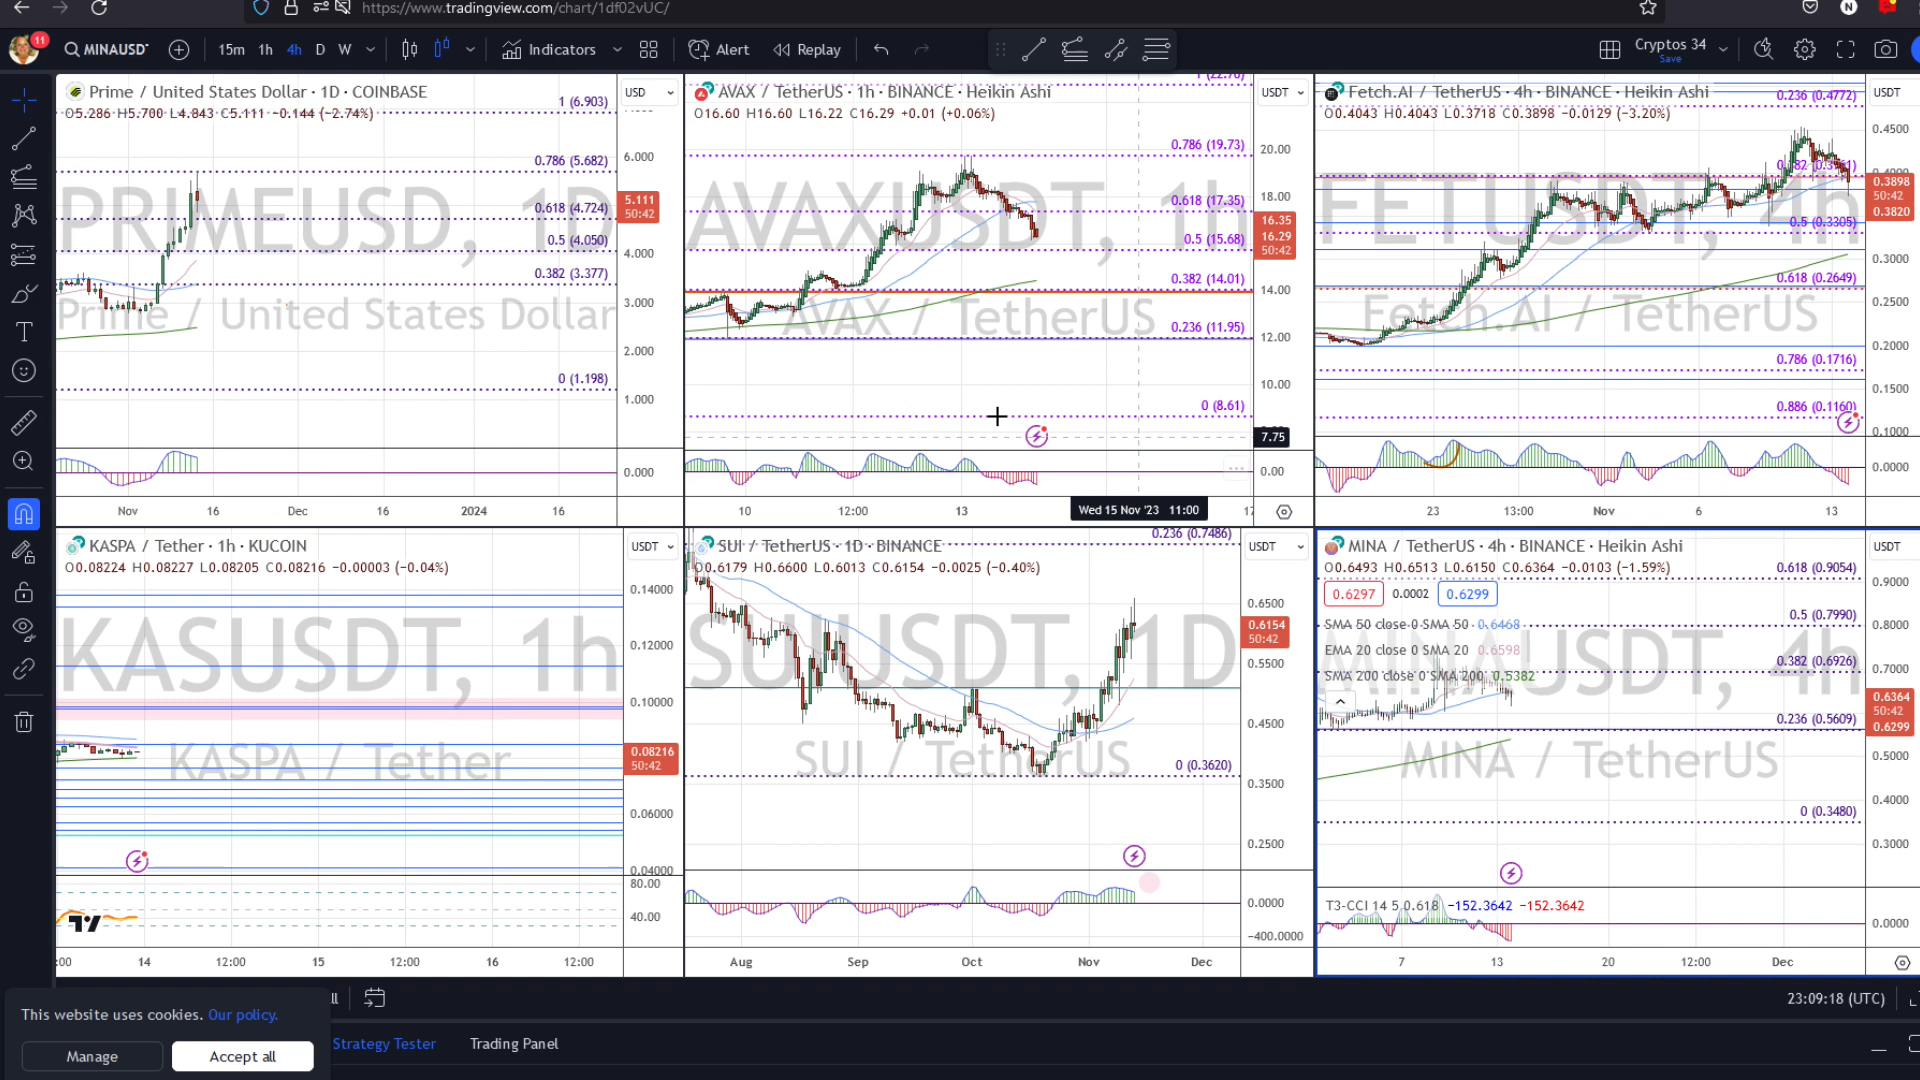 https://www.tradingview.com/chart/1df02vUC/
N
11
MINAUSD
15m 1h 4h D W
Indicators
Alert
Replay
Cryptos 34
Save
Prime / United States Dollar · 1D · COINBASE
O5.286 H5.700 L4.843 C5.111 −0.144 (−2.74%)
USD
1 (6.903)
0.786 (5.682)
0.618 (4.724)
0.5 (4.050)
0.382 (3.377)
0 (1.198)
PRIMEUSD, 1D
Prime / United States Dollar
6.000
5.111
50:42
4.000
3.000
2.000
1.000
0.000
Nov 16 Dec 16 2024 16
AVAX / TetherUS · 1h · BINANCE · Heikin Ashi
O16.60 H16.60 L16.22 C16.29 +0.01 (+0.06%)
USDT
1 (22.70)
0.786 (19.73)
0.618 (17.35)
0.5 (15.68)
0.382 (14.01)
0.236 (11.95)
0 (8.61)
AVAXUSDT, 1h
AVAX / TetherUS
20.00
18.00
16.35
16.29
50:42
14.00
12.00
10.00
7.75
0.00
10 12:00 13
Wed 15 Nov '23 11:00
Fetch.AI / TetherUS · 4h · BINANCE · Heikin Ashi
O0.4043 H0.4043 L0.3718 C0.3898 −0.0129 (−3.20%)
USDT
0.236 (0.4772)
0.5 (0.3305)
0.618 (0.2649)
0.786 (0.1716)
0.886 (0.1160)
FETUSDT, 4h
Fetch.AI / TetherUS
0.4500
0.3898
50:42
0.3820
0.3000
0.2500
0.2000
0.1500
0.1000
0.0000
23 13:00 Nov 6 13
KASPA / Tether · 1h · KUCOIN
O0.08224 H0.08227 L0.08205 C0.08216 −0.00003 (−0.04%)
USDT
KASUSDT, 1h
KASPA / Tether
0.14000
0.12000
0.10000
0.08216
50:42
0.06000
0.04000
80.00
40.00
:00 14 12:00 15 12:00 16 12:00
SUI / TetherUS · 1D · BINANCE
O0.6179 H0.6600 L0.6013 C0.6154 −0.0025 (−0.40%)
USDT
0.236 (0.7486)
0 (0.3620)
SUIUSDT, 1D
SUI / TetherUS
0.6500
0.6154
50:42
0.5500
0.4500
0.3500
0.2500
0.0000
−400.0000
Aug Sep Oct Nov Dec
MINA / TetherUS · 4h · BINANCE · Heikin Ashi
O0.6493 H0.6513 L0.6150 C0.6364 −0.0103 (−1.59%)
USDT
0.6297 0.0002 0.6299
SMA 50 close 0 SMA 50 0.6468
EMA 20 close 0 SMA 20 0.6598
SMA 200 close 0 SMA 200 0.5382
0.618 (0.9054)
0.5 (0.7990)
0.382 (0.6926)
0.236 (0.5609)
0 (0.3480)
MINAUSDT, 4h
MINA / TetherUS
0.9000
0.8000
0.7000
0.6364
50:42
0.6299
0.5000
0.4000
0.3000
T3-CCI 14 5 0.618 −152.3642 −152.3642
0.0000
7 13 20 12:00 Dec
23:09:18 (UTC)
This website uses cookies. Our policy.
Manage
Accept all
Strategy Tester
Trading Panel